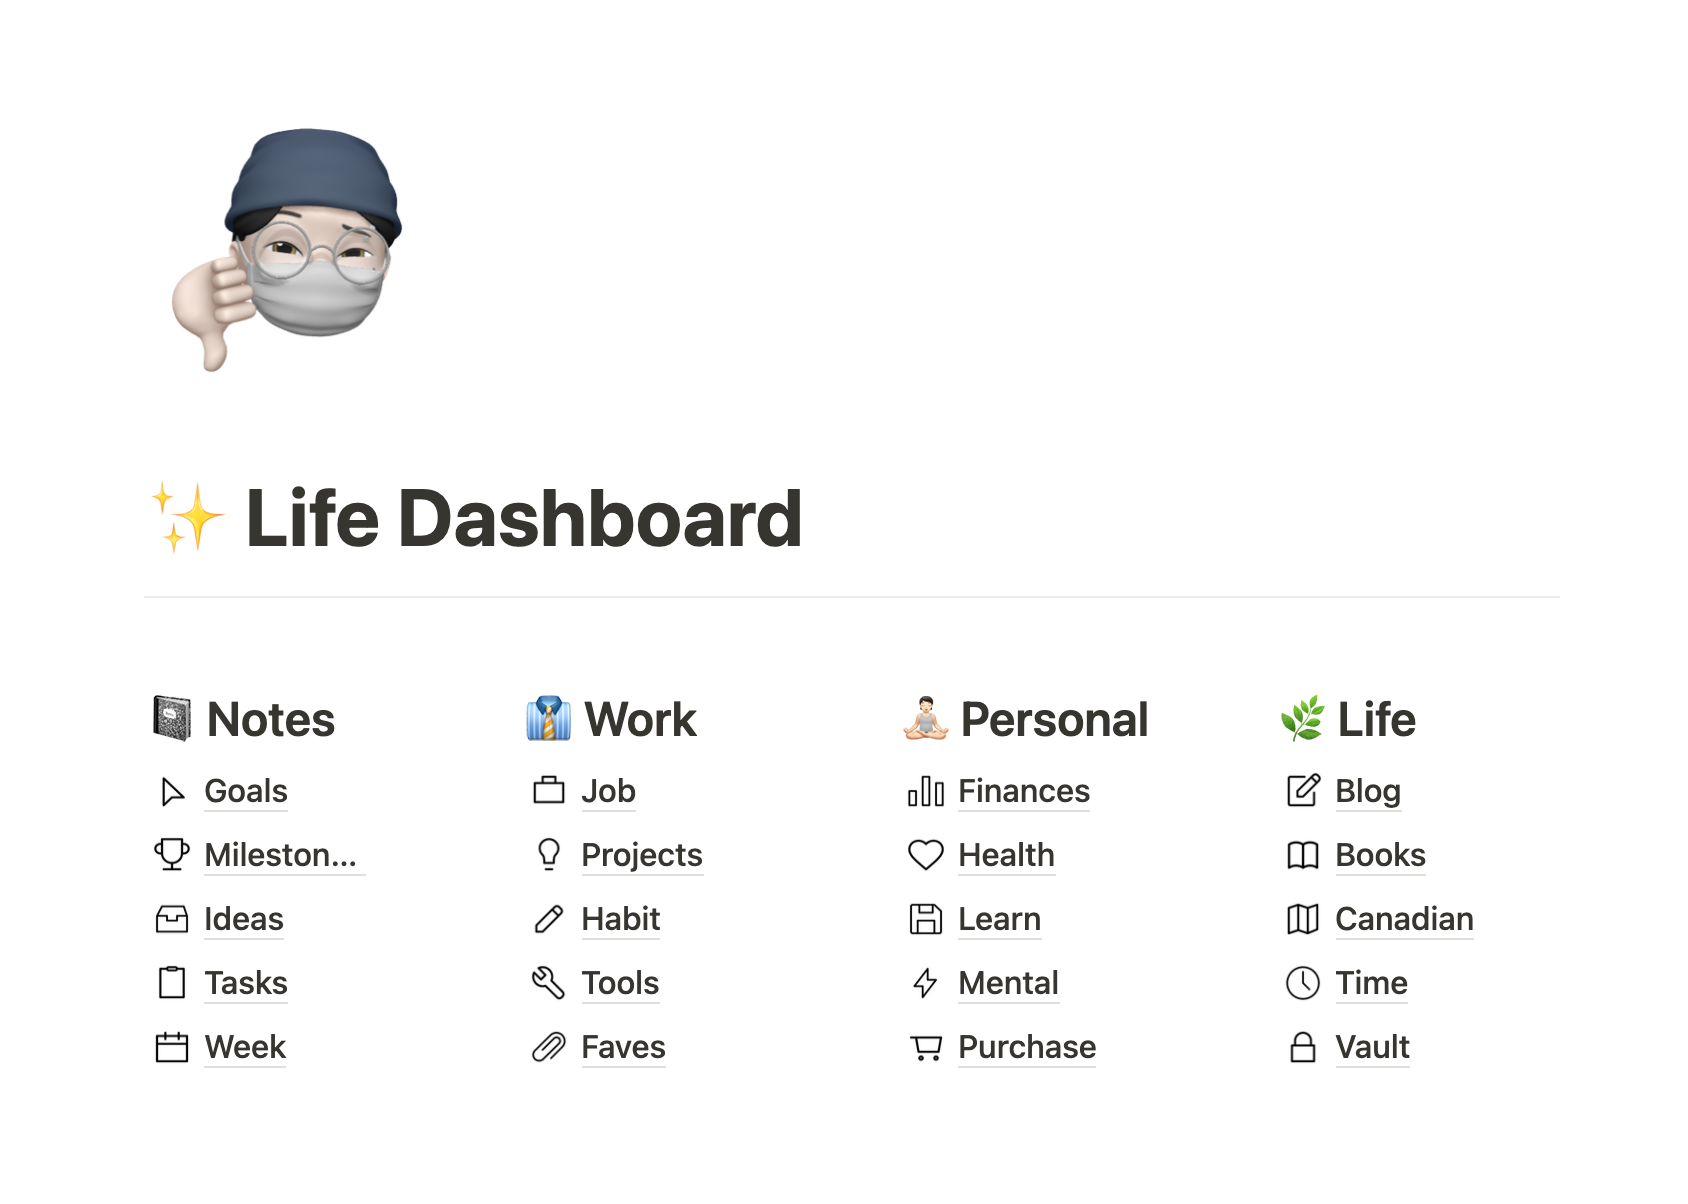 ✨ Life Dashboard
📓 Notes
Goals
Mileston...
Ideas
Tasks
Week
👔 Work
Job
Projects
Habit
Tools
Faves
🧘🏻 Personal
Finances
Health
Learn
Mental
Purchase
🌿 Life
Blog
Books
Canadian
Time
Vault